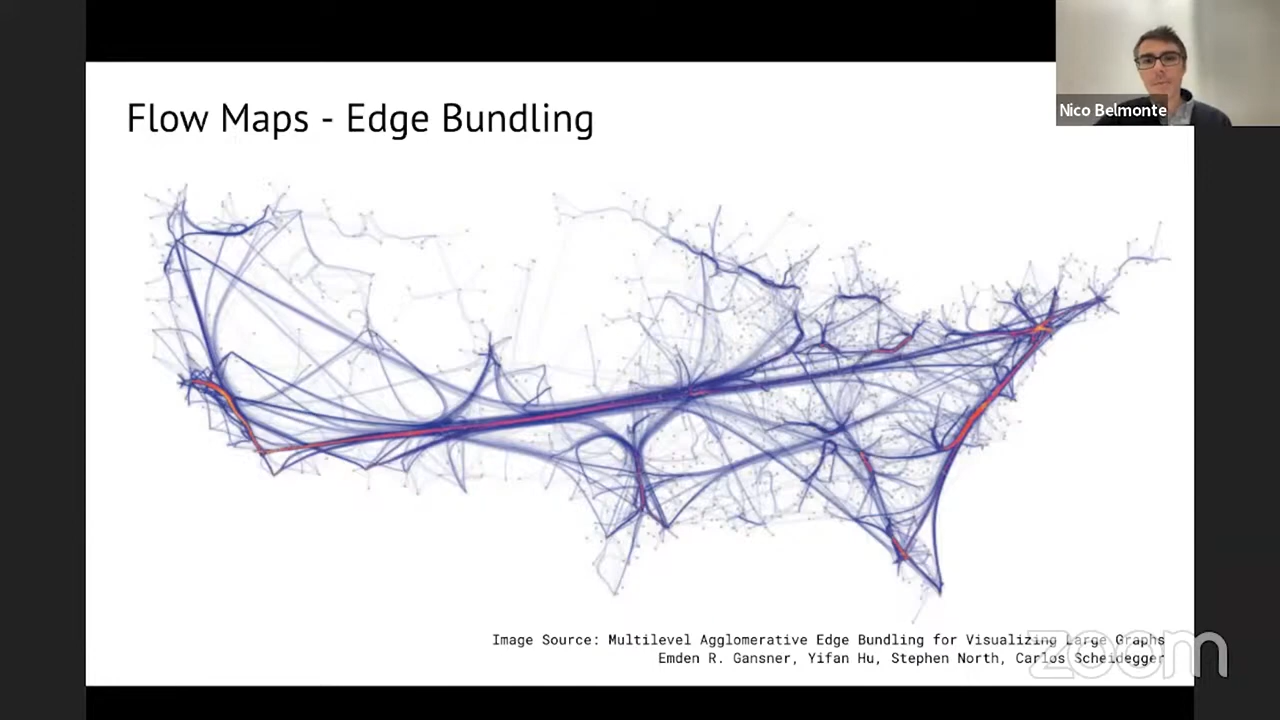 Flow Maps - Edge Bundling
Nico Belmonte
Image Source: Multilevel Agglomerative Edge Bundling for Visualizing Large Graphs
Emden R. Gansner, Yifan Hu, Stephen North, Carlos Scheidegger
zoom